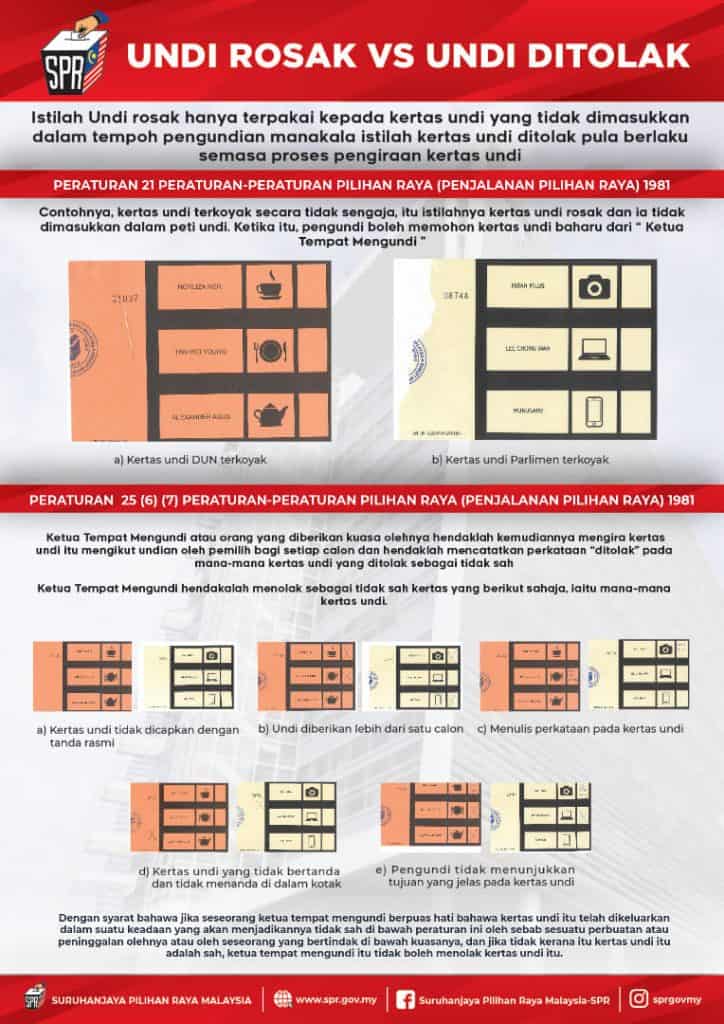 SPR
UNDI ROSAK VS UNDI DITOLAK
Istilah Undi rosak hanya terpakai kepada kertas undi yang tidak dimasukkan
dalam tempoh pengundian manakala istilah kertas undi ditolak pula berlaku
semasa proses pengiraan kertas undi
PERATURAN 21 PERATURAN-PERATURAN PILIHAN RAYA (PENJALANAN PILIHAN RAYA) 1981
Contohnya, kertas undi terkoyak secara tidak sengaja, itu istilahnya kertas undi rosak dan ia tidak
dimasukkan dalam peti undi. Ketika itu, pengundi boleh memohon kertas undi baharu dari " Ketua
Tempat Mengundi "
LEE CHONG WAH
a) Kertas undi DUN terkoyak
b) Kertas undi Parlimen terkoyak
PERATURAN 25 (6) (7) PERATURAN-PERATURAN PILIHAN RAYA (PENJALANAN PILIHAN RAYA) 1981
Ketua Tempat Mengundi atau orang yang diberikan kuasa olehnya hendaklah kemudiannya mengira kertas
undi itu mengikut undian oleh pemilih bagi setiap calon dan hendaklah mencatatkan perkataan "ditolak" pada
mana-mana kertas undi yang ditolak sebagai tidak sah
Ketua Tempat Mengundi hendakalah menolak sebagai tidak sah kertas yang berikut sahaja, iaitu mana-mana
kertas undi.
a) Kertas undi tidak dicapkan dengan
tanda rasmi
b) Undi diberikan lebih dari satu calon
c) Menulis perkataan pada kertas undi
d) Kertas undi yang tidak bertanda
dan tidak menanda di dalam kotak
e) Pengundi tidak menunjukkan
tujuan yang jelas pada kertas undi
Dengan syarat bahawa jika seseorang ketua tempat mengundi berpuas hati bahawa kertas undi itu telah dikeluarkan
dalam suatu keadaan yang akan menjadikannya tidak sah di bawah peraturan ini oleh sebab sesuatu perbuatan atau
peninggalan olehnya atau oleh seseorang yang bertindak di bawah kuasanya, dan jika tidak kerana itu kertas undi itu
adalah sah, ketua tempat mengundi itu tidak boleh menolak kertas undi itu.
SPR
SURUHANJAYA PILIHAN RAYA MALAYSIA
www.spr.gov.my
Suruhanjaya Pilihan Raya Malaysia-SPR
sprgovmy